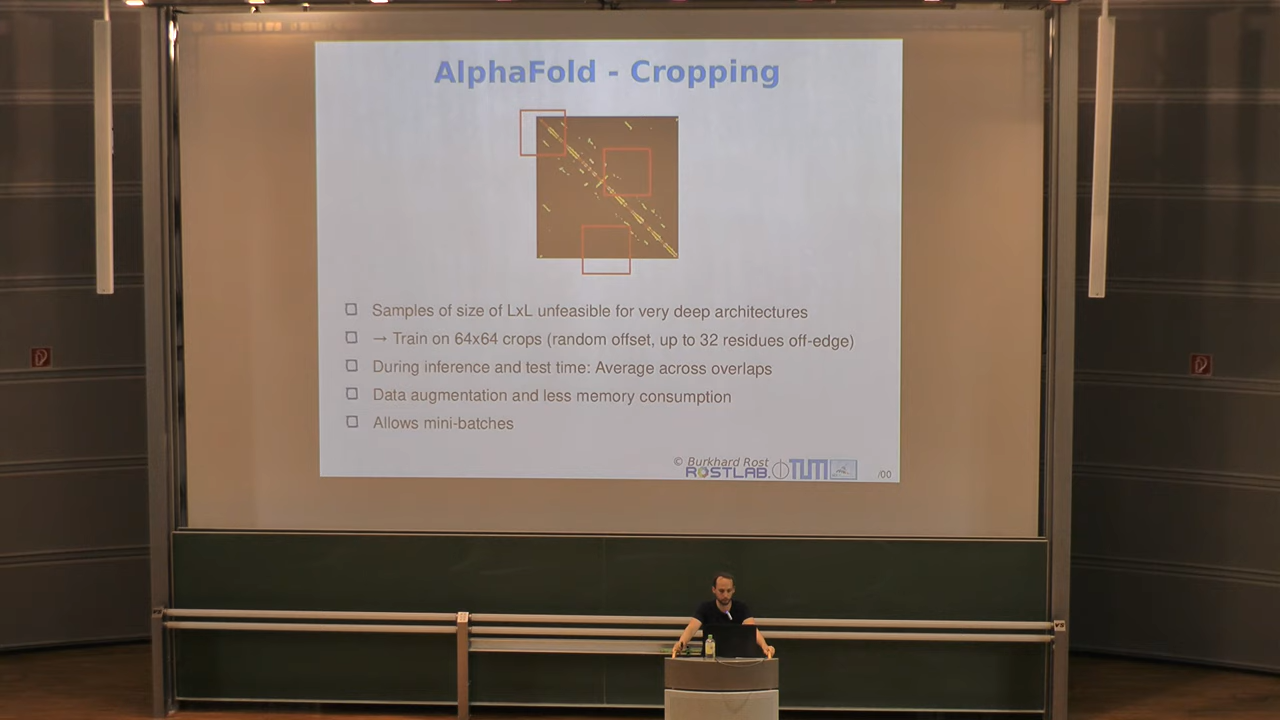 AlphaFold - Cropping
Samples of size of LxL unfeasible for very deep architectures
→ Train on 64x64 crops (random offset, up to 32 residues off-edge)
During inference and test time: Average across overlaps
Data augmentation and less memory consumption
Allows mini-batches
© Burkhard Rost
ROSTLAB. TUM
/00